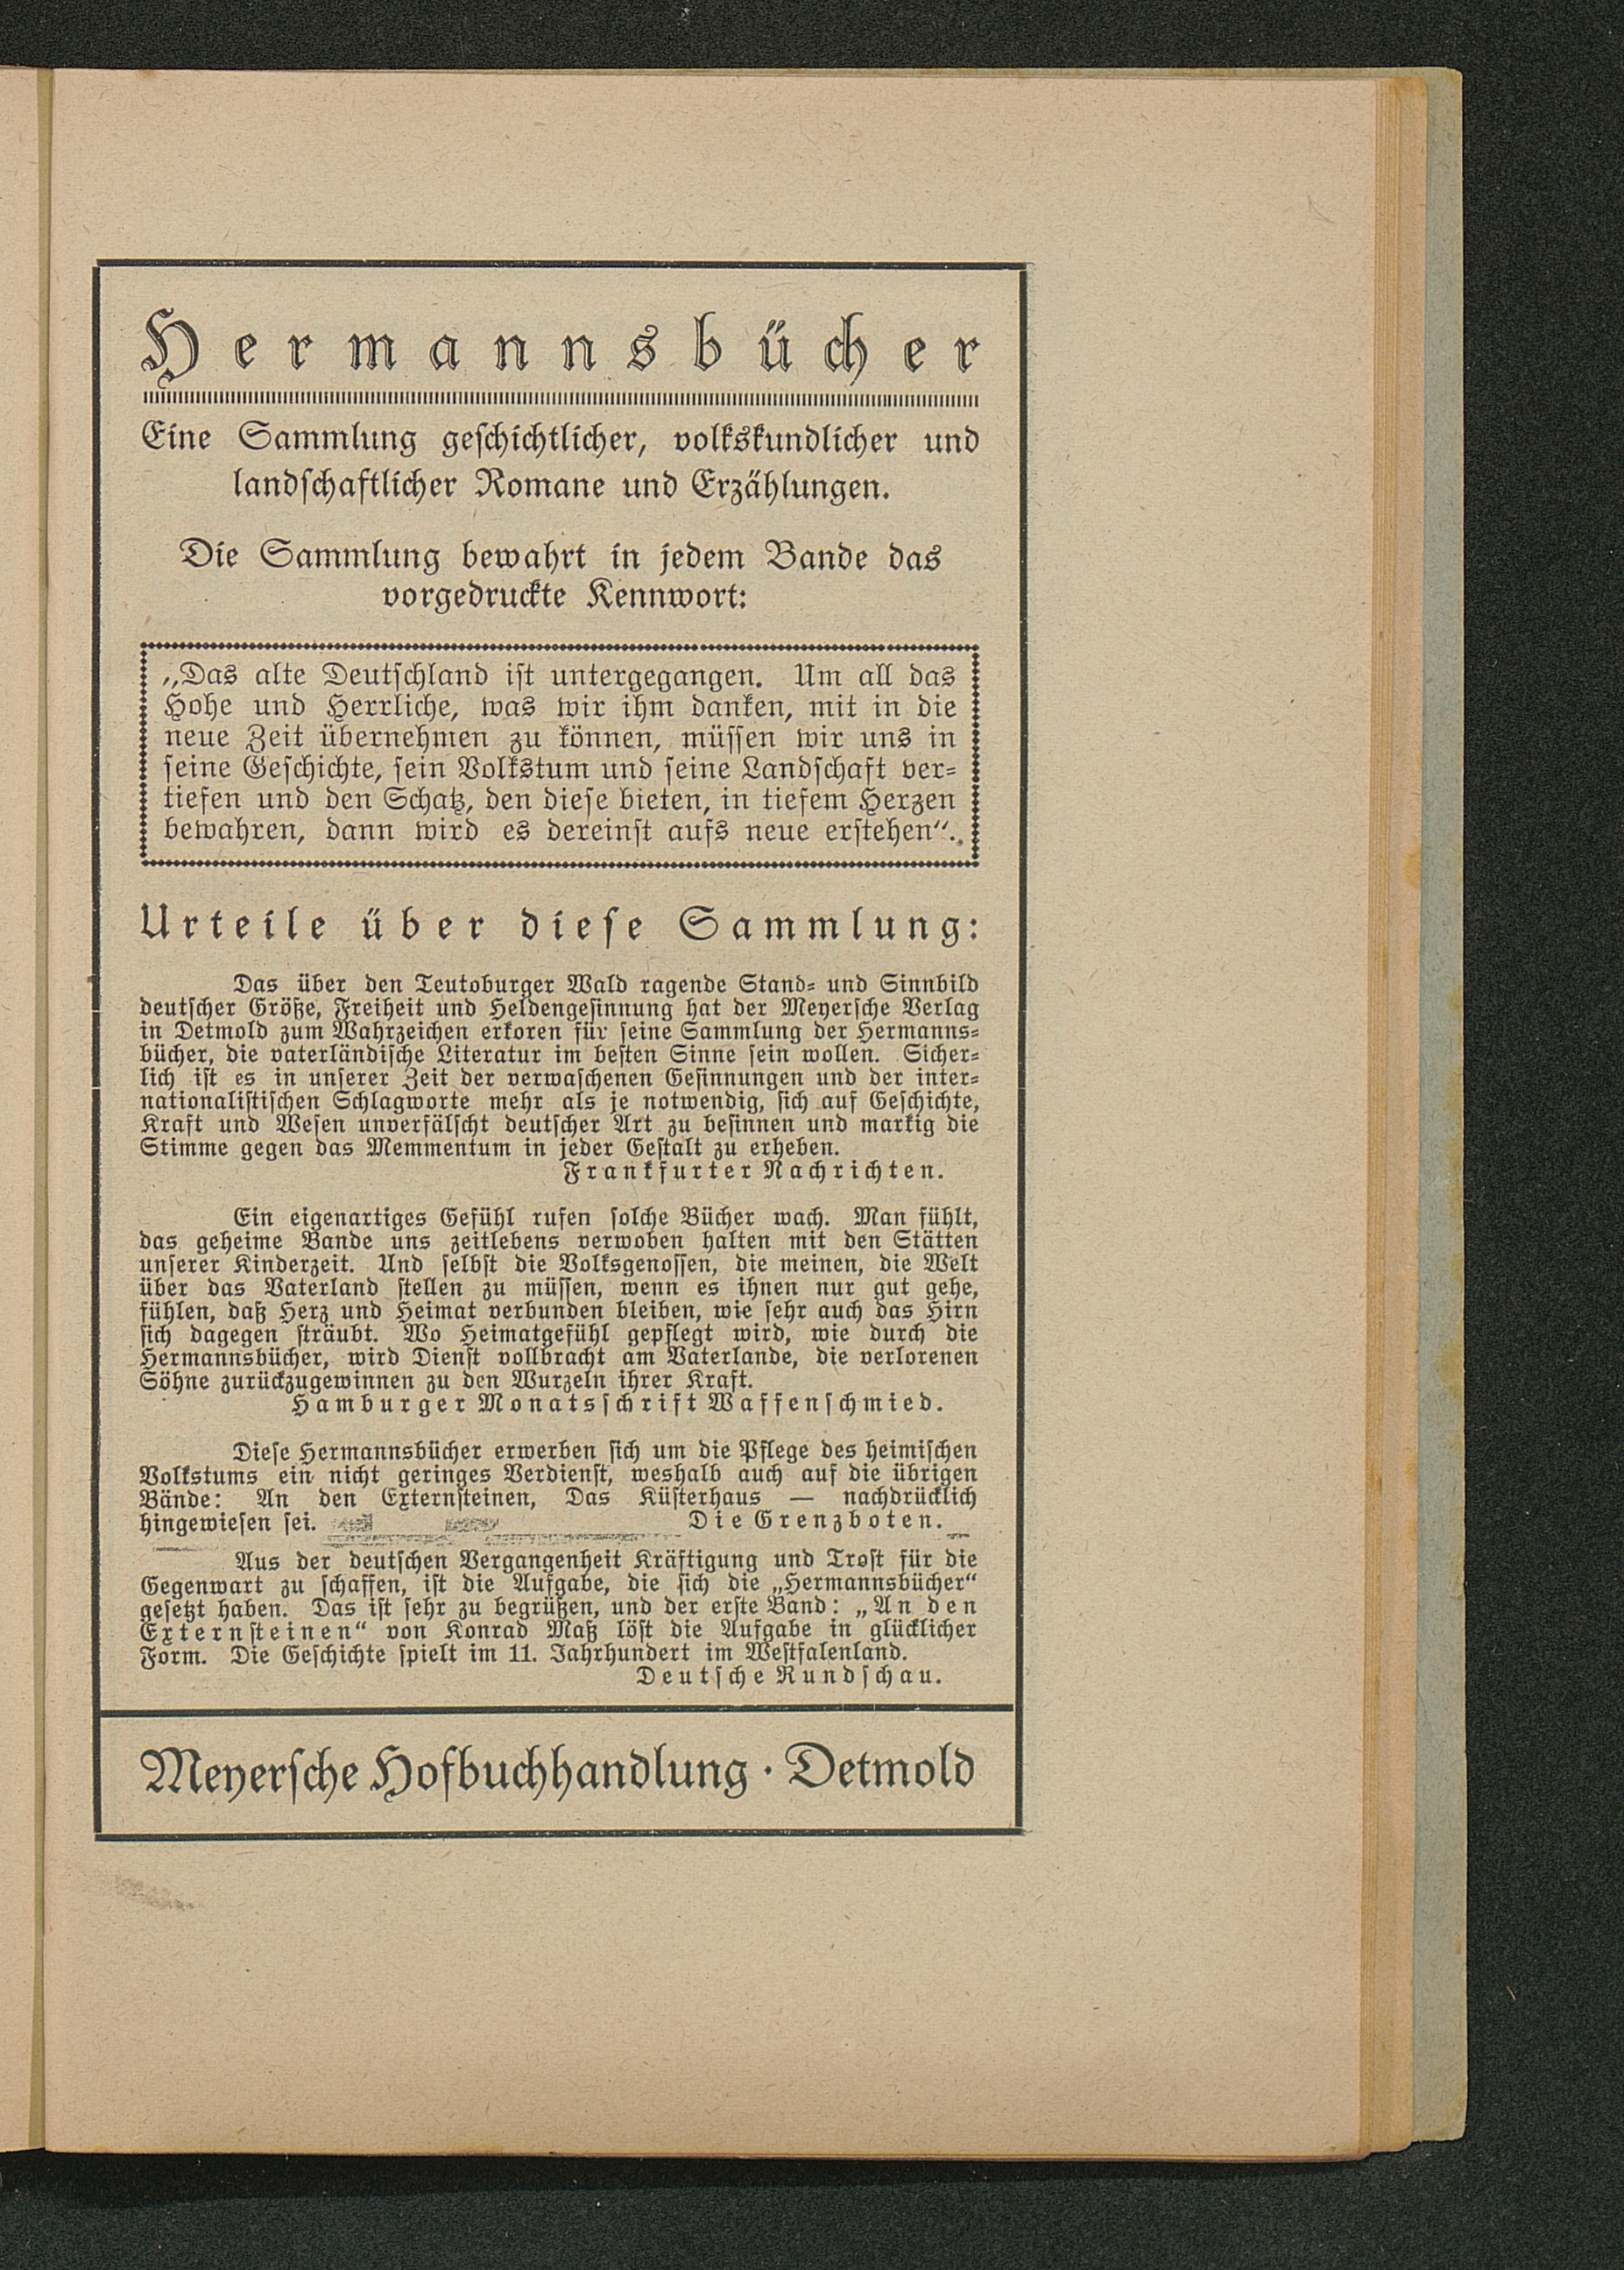 Hermannsbücher
Eine Sammlung geschichtlicher, volkskundlicher und
landschaftlicher Romane und Erzählungen.
Die Sammlung bewahrt in jedem Bande das
vorgedruckte Kennwort:
„Das alte Deutschland ist untergegangen. Um all das
Hohe und Herrliche, was wir ihm danken, mit in die
neue Zeit übernehmen zu können, müssen wir uns in
seine Geschichte, sein Volkstum und seine Landschaft ver-
tiefen und den Schatz, den diese bieten, in tiefem Herzen
bewahren, dann wird es dereinst aufs neue erstehen“.
Urteile über diese Sammlung:
Das über den Teutoburger Wald ragende Stand- und Sinnbild
deutscher Größe, Freiheit und Heldengesinnung hat der Meyersche Verlag
in Detmold zum Wahrzeichen erkoren für seine Sammlung der Hermanns-
bücher, die vaterländische Literatur im besten Sinne sein wollen. Sicher-
lich ist es in unserer Zeit der verwaschenen Gesinnungen und der inter-
nationalistischen Schlagworte mehr als je notwendig, sich auf Geschichte,
Kraft und Wesen unverfälscht deutscher Art zu besinnen und markig die
Stimme gegen das Memmentum in jeder Gestalt zu erheben.
Frankfurter Nachrichten.
Ein eigenartiges Gefühl rufen solche Bücher wach. Man fühlt,
das geheime Bande uns zeitlebens verwoben halten mit den Stätten
unserer Kinderzeit. Und selbst die Volksgenossen, die meinen, die Welt
über das Vaterland stellen zu müssen, wenn es ihnen nur gut gehe,
fühlen, daß Herz und Heimat verbunden bleiben, wie sehr auch das Hirn
sich dagegen sträubt. Wo Heimatgefühl gepflegt wird, wie durch die
Hermannsbücher, wird Dienst vollbracht am Vaterlande, die verlorenen
Söhne zurückzugewinnen zu den Wurzeln ihrer Kraft.
Hamburger Monatsschrift Waffenschmied.
Diese Hermannsbücher erwerben sich um die Pflege des heimischen
Volkstums ein nicht geringes Verdienst, weshalb auch auf die übrigen
Bände: An den Externsteinen, Das Küsterhaus — nachdrücklich
hingewiesen sei. Die Grenzboten.
Aus der deutschen Vergangenheit Kräftigung und Trost für die
Gegenwart zu schaffen, ist die Aufgabe, die sich die „Hermannsbücher“
gesetzt haben. Das ist sehr zu begrüßen, und der erste Band: „An den
Externsteinen“ von Konrad Maß löst die Aufgabe in glücklicher
Form. Die Geschichte spielt im 11. Jahrhundert im Westfalenland.
Deutsche Rundschau.
Meyersche Hofbuchhandlung · Detmold